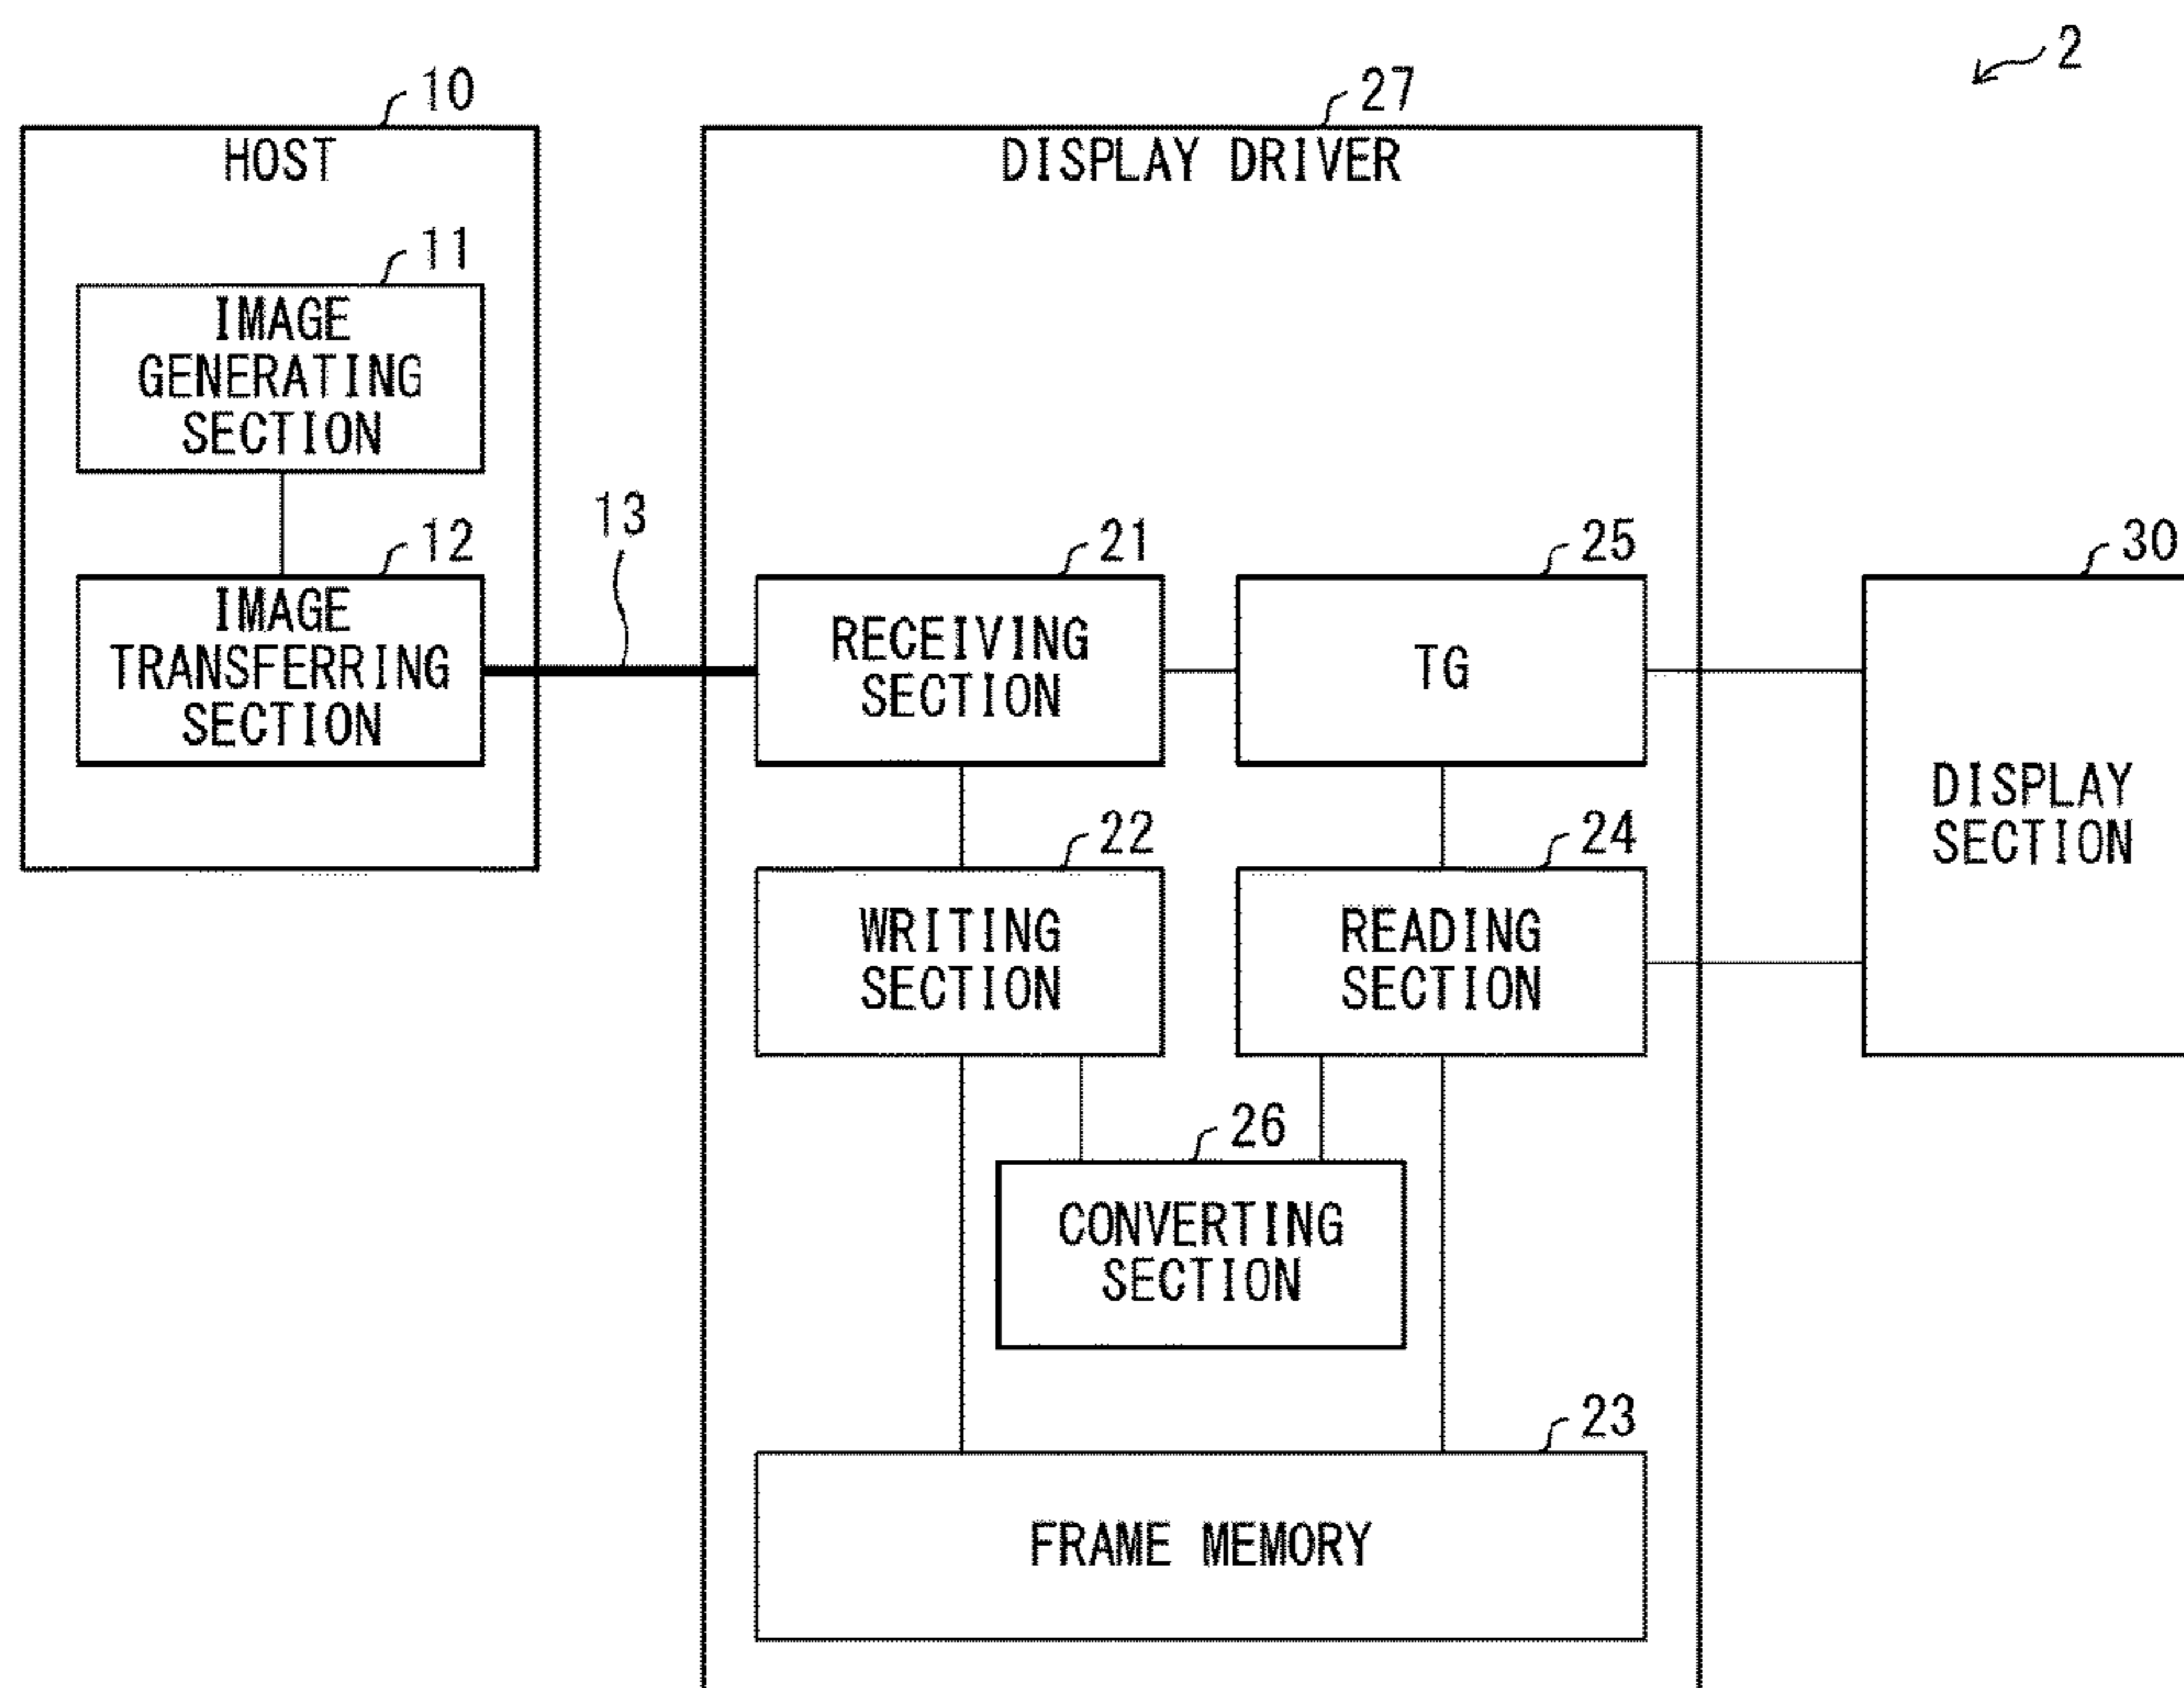 2
10
HOST
11
IMAGE
GENERATING
SECTION
12
IMAGE
TRANSFERRING
SECTION
13
27
DISPLAY DRIVER
21
RECEIVING
SECTION
25
TG
22
WRITING
SECTION
24
READING
SECTION
26
CONVERTING
SECTION
23
FRAME MEMORY
30
DISPLAY
SECTION